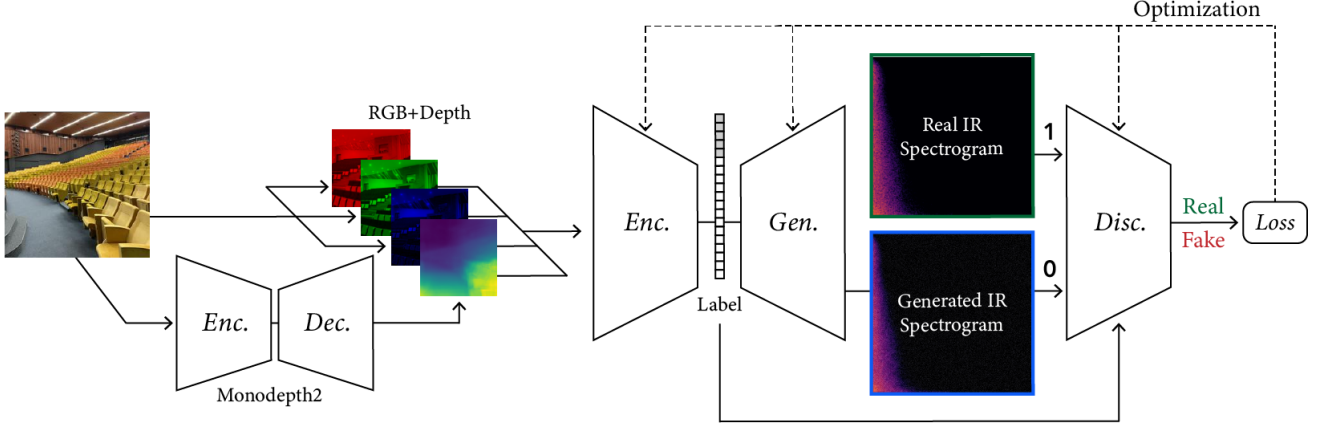 Optimization
RGB+Depth
Real IR
Spectrogram
1
Enc.
Gen.
Disc.
Real
Fake
Loss
0
Generated IR
Spectrogram
Label
Enc.
Dec.
Monodepth2